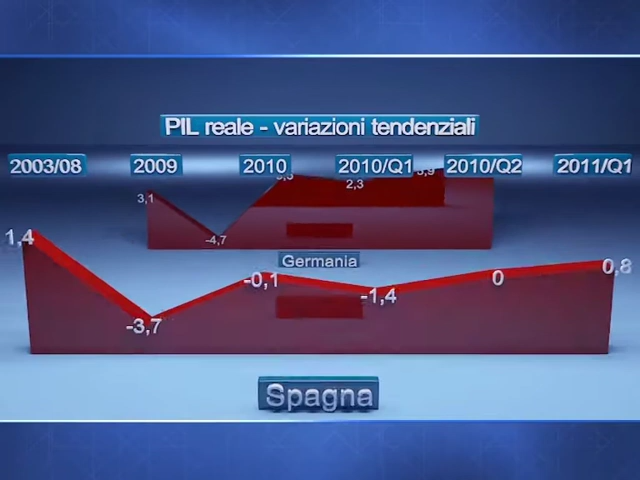 PIL reale - variazioni tendenziali
2003/08 2009 2010 2010/Q1 2010/Q2 2011/Q1
3,1 -4,7 2,3
Germania
1,4 -3,7 -0,1 -1,4 0 0,8
Spagna